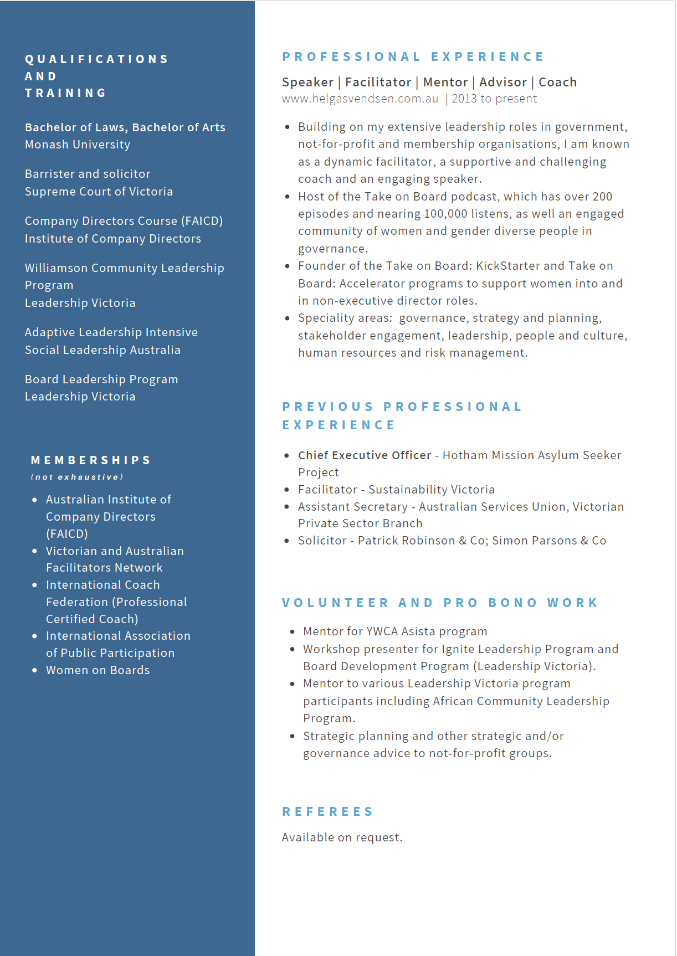 QUALIFICATIONS
AND
TRAINING
Bachelor of Laws, Bachelor of Arts
Monash University
Barrister and solicitor
Supreme Court of Victoria
Company Directors Course (FAICD)
Institute of Company Directors
Williamson Community Leadership
Program
Leadership Victoria
Adaptive Leadership Intensive
Social Leadership Australia
Board Leadership Program
Leadership Victoria
MEMBERSHIPS
(not exhaustive)
• Australian Institute of
Company Directors
(FAICD)
• Victorian and Australian
Facilitators Network
• International Coach
Federation (Professional
Certified Coach)
• International Association
of Public Participation
• Women on Boards
PROFESSIONAL EXPERIENCE
Speaker | Facilitator | Mentor | Advisor | Coach
www.helgasvendsen.com.au | 2013 to present
• Building on my extensive leadership roles in government,
not-for-profit and membership organisations, I am known
as a dynamic facilitator, a supportive and challenging
coach and an engaging speaker.
• Host of the Take on Board podcast, which has over 200
episodes and nearing 100,000 listens, as well an engaged
community of women and gender diverse people in
governance.
• Founder of the Take on Board: KickStarter and Take on
Board: Accelerator programs to support women into and
in non-executive director roles.
• Speciality areas: governance, strategy and planning,
stakeholder engagement, leadership, people and culture,
human resources and risk management.
PREVIOUS PROFESSIONAL
EXPERIENCE
• Chief Executive Officer - Hotham Mission Asylum Seeker
Project
• Facilitator - Sustainability Victoria
• Assistant Secretary - Australian Services Union, Victorian
Private Sector Branch
• Solicitor - Patrick Robinson & Co; Simon Parsons & Co
VOLUNTEER AND PRO BONO WORK
• Mentor for YWCA Asista program
• Workshop presenter for Ignite Leadership Program and
Board Development Program (Leadership Victoria).
• Mentor to various Leadership Victoria program
participants including African Community Leadership
Program.
• Strategic planning and other strategic and/or
governance advice to not-for-profit groups.
REFEREES
Available on request.